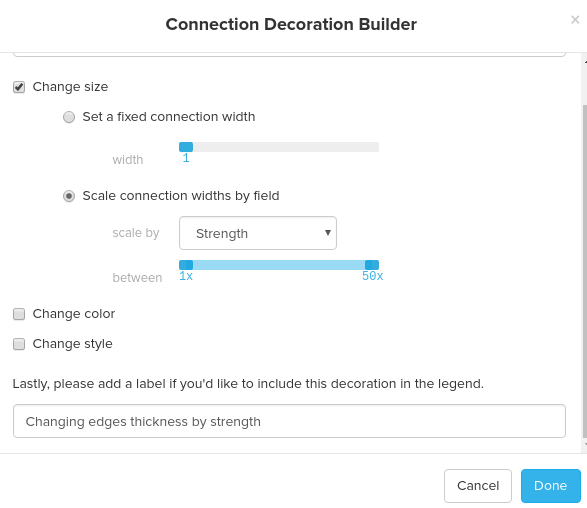 Connection Decoration Builder
×
Change size
Set a fixed connection width
width
1
Scale connection widths by field
scale by
Strength
between
1x 50x
Change color
Change style
Lastly, please add a label if you'd like to include this decoration in the legend.
Changing edges thickness by strength
Cancel Done